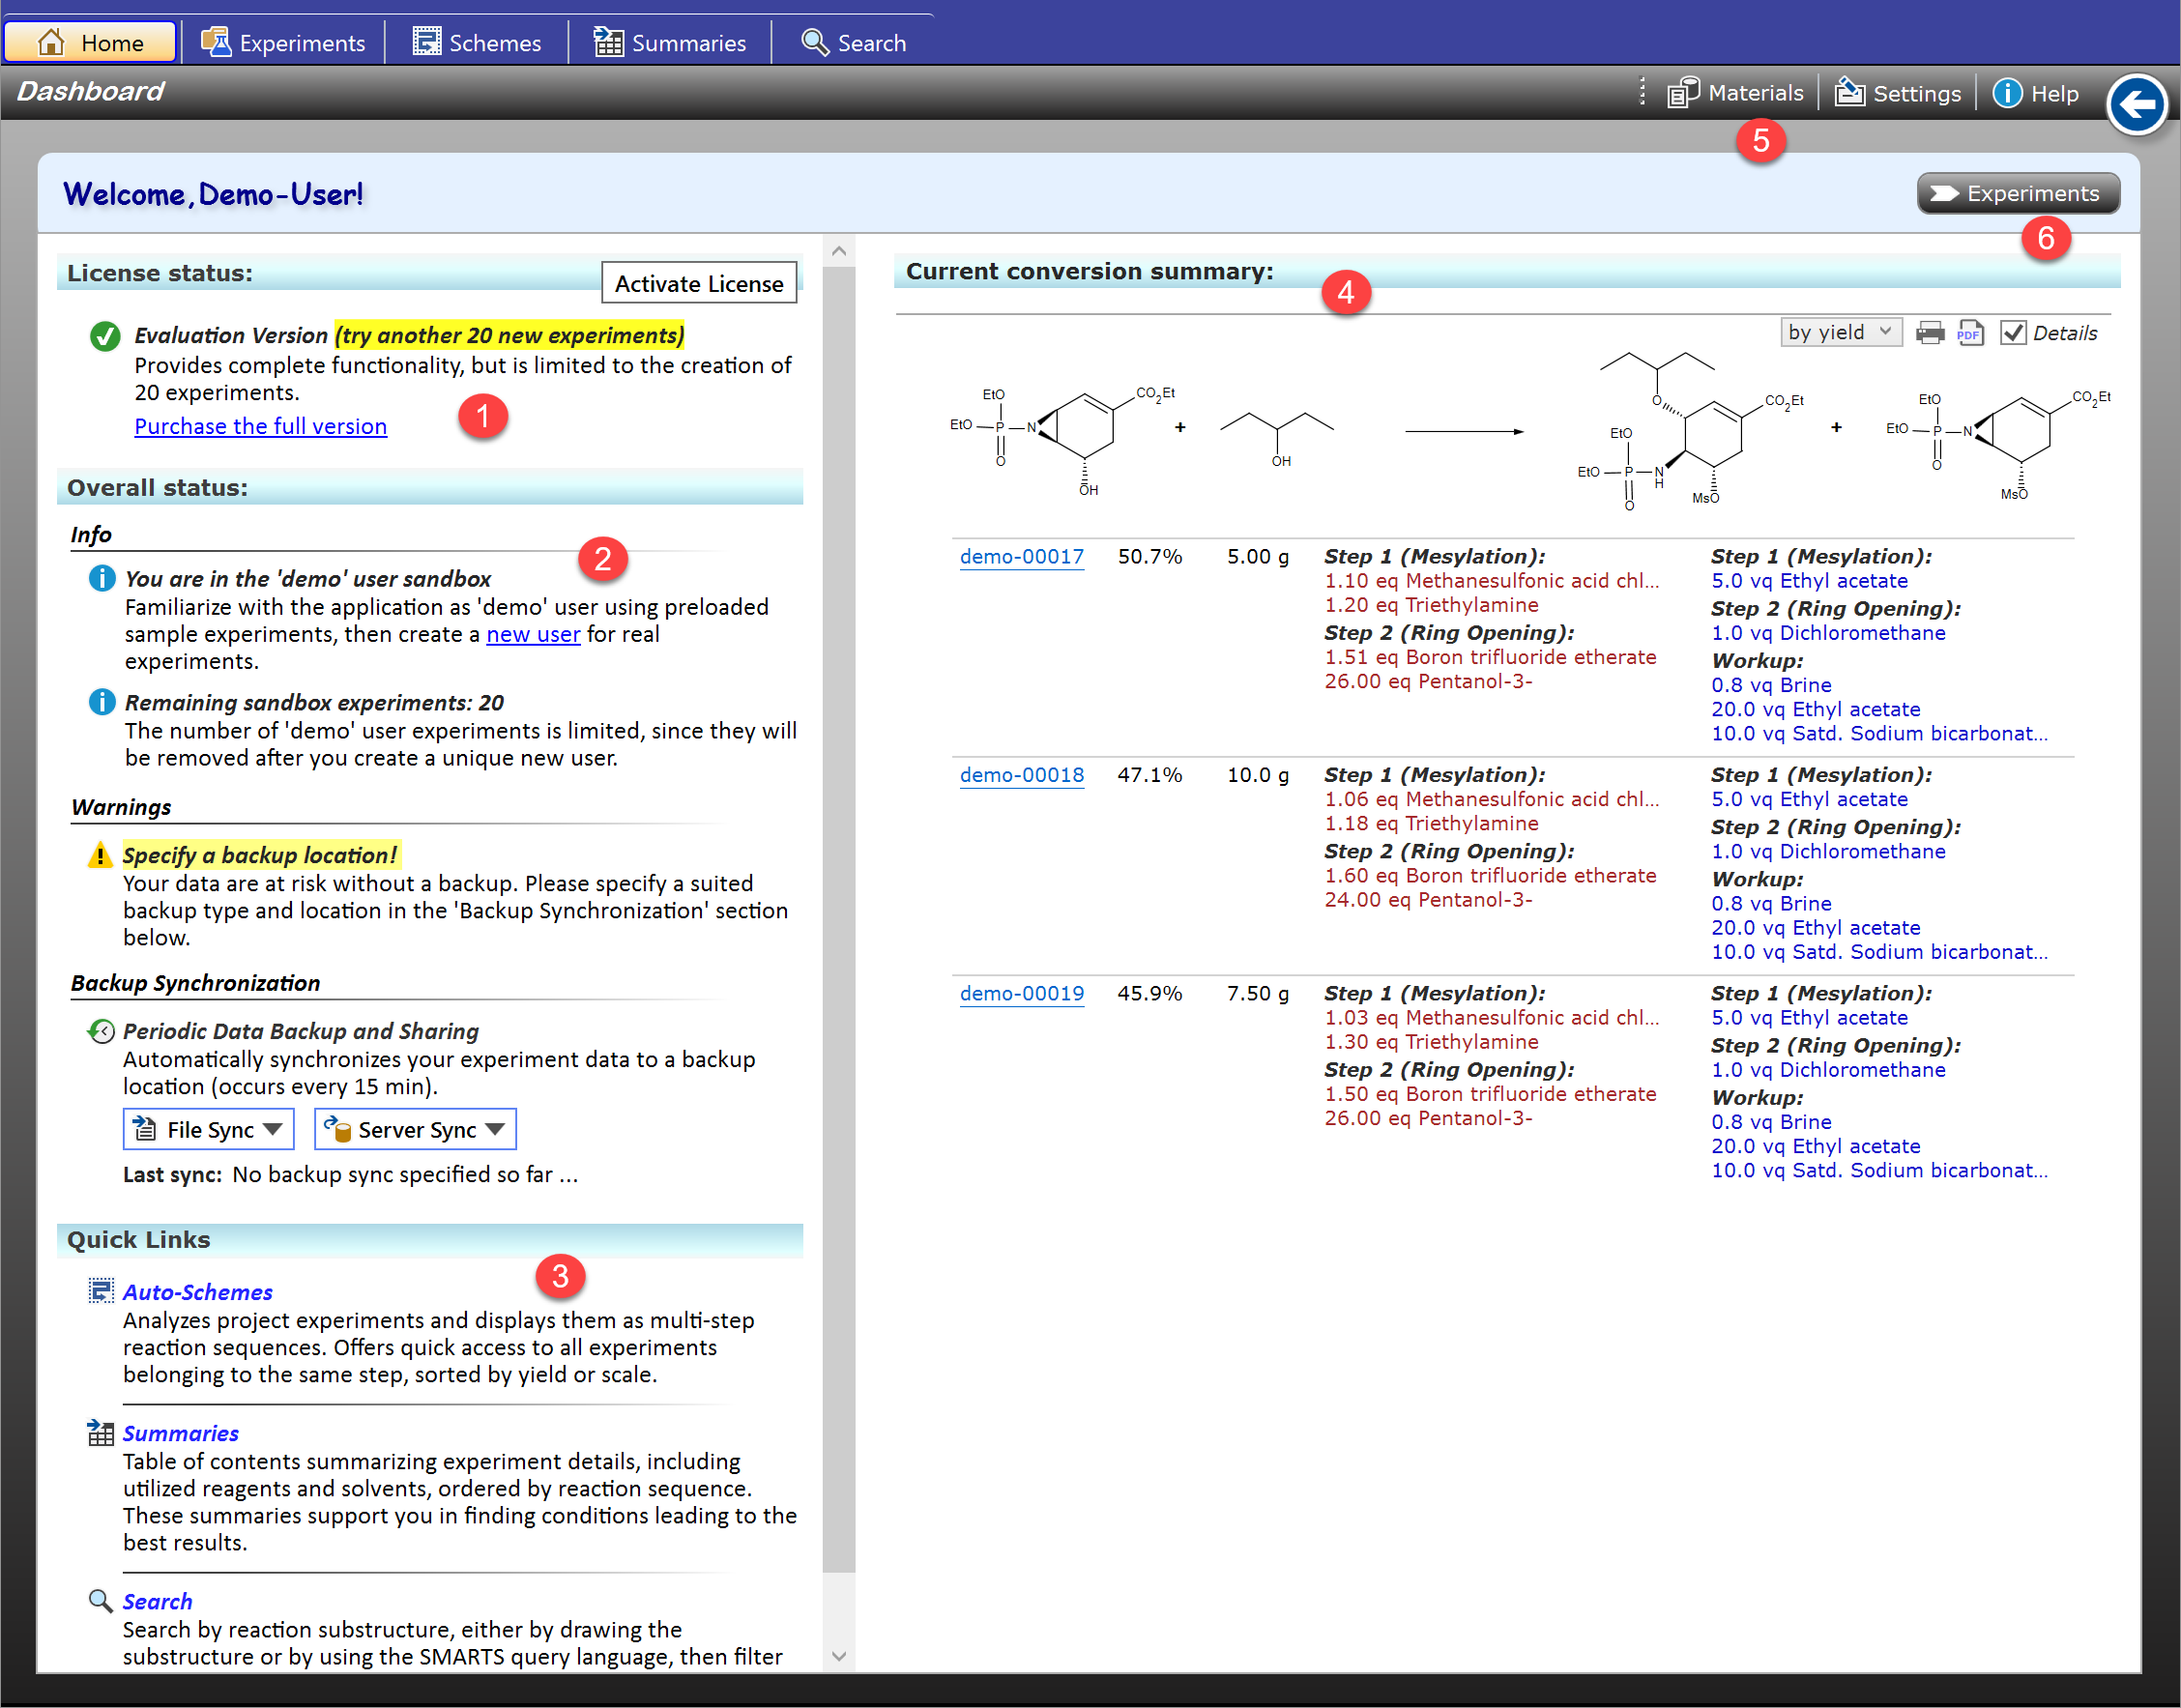 Home
Experiments
Schemes
Summaries
Search
Dashboard
Materials
Settings
Help
5
Welcome, Demo-User!
Experiments
6
License status:
Activate License
Evaluation Version (try another 20 new experiments)
Provides complete functionality, but is limited to the creation of
20 experiments.
Purchase the full version
1
Overall status:
Info
2
You are in the 'demo' user sandbox
Familiarize with the application as 'demo' user using preloaded
sample experiments, then create a new user for real
experiments.
Remaining sandbox experiments: 20
The number of 'demo' user experiments is limited, since they will
be removed after you create a unique new user.
Warnings
Specify a backup location!
Your data are at risk without a backup. Please specify a suited
backup type and location in the 'Backup Synchronization' section
below.
Backup Synchronization
Periodic Data Backup and Sharing
Automatically synchronizes your experiment data to a backup
location (occurs every 15 min).
File Sync
Server Sync
Last sync: No backup sync specified so far ...
Quick Links
3
Auto-Schemes
Analyzes project experiments and displays them as multi-step
reaction sequences. Offers quick access to all experiments
belonging to the same step, sorted by yield or scale.
Summaries
Table of contents summarizing experiment details, including
utilized reagents and solvents, ordered by reaction sequence.
These summaries support you in finding conditions leading to the
best results.
Search
Search by reaction substructure, either by drawing the
substructure or by using the SMARTS query language, then filter
Current conversion summary:
4
by yield
PDF
Details
EtO
CO2Et
EtO
P
N
O
OH
+
OH
O
CO2Et
EtO
EtO
P
N
H
O
MsO
+
EtO
CO2Et
EtO
P
N
O
MsO
demo-00017
50.7%
5.00 g
Step 1 (Mesylation):
1.10 eq Methanesulfonic acid chl...
1.20 eq Triethylamine
Step 2 (Ring Opening):
1.51 eq Boron trifluoride etherate
26.00 eq Pentanol-3-
Step 1 (Mesylation):
5.0 vq Ethyl acetate
Step 2 (Ring Opening):
1.0 vq Dichloromethane
Workup:
0.8 vq Brine
20.0 vq Ethyl acetate
10.0 vq Satd. Sodium bicarbonat...
demo-00018
47.1%
10.0 g
Step 1 (Mesylation):
1.06 eq Methanesulfonic acid chl...
1.18 eq Triethylamine
Step 2 (Ring Opening):
1.60 eq Boron trifluoride etherate
24.00 eq Pentanol-3-
Step 1 (Mesylation):
5.0 vq Ethyl acetate
Step 2 (Ring Opening):
1.0 vq Dichloromethane
Workup:
0.8 vq Brine
20.0 vq Ethyl acetate
10.0 vq Satd. Sodium bicarbonat...
demo-00019
45.9%
7.50 g
Step 1 (Mesylation):
1.03 eq Methanesulfonic acid chl...
1.30 eq Triethylamine
Step 2 (Ring Opening):
1.50 eq Boron trifluoride etherate
26.00 eq Pentanol-3-
Step 1 (Mesylation):
5.0 vq Ethyl acetate
Step 2 (Ring Opening):
1.0 vq Dichloromethane
Workup:
0.8 vq Brine
20.0 vq Ethyl acetate
10.0 vq Satd. Sodium bicarbonat...